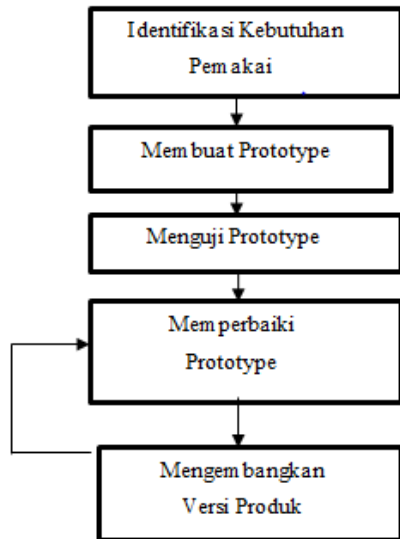 Identifikasi Kebutuhan
Pemakai
Membuat Prototype
Menguji Prototype
Memperbaiki
Prototype
Mengembangkan
Versi Produk